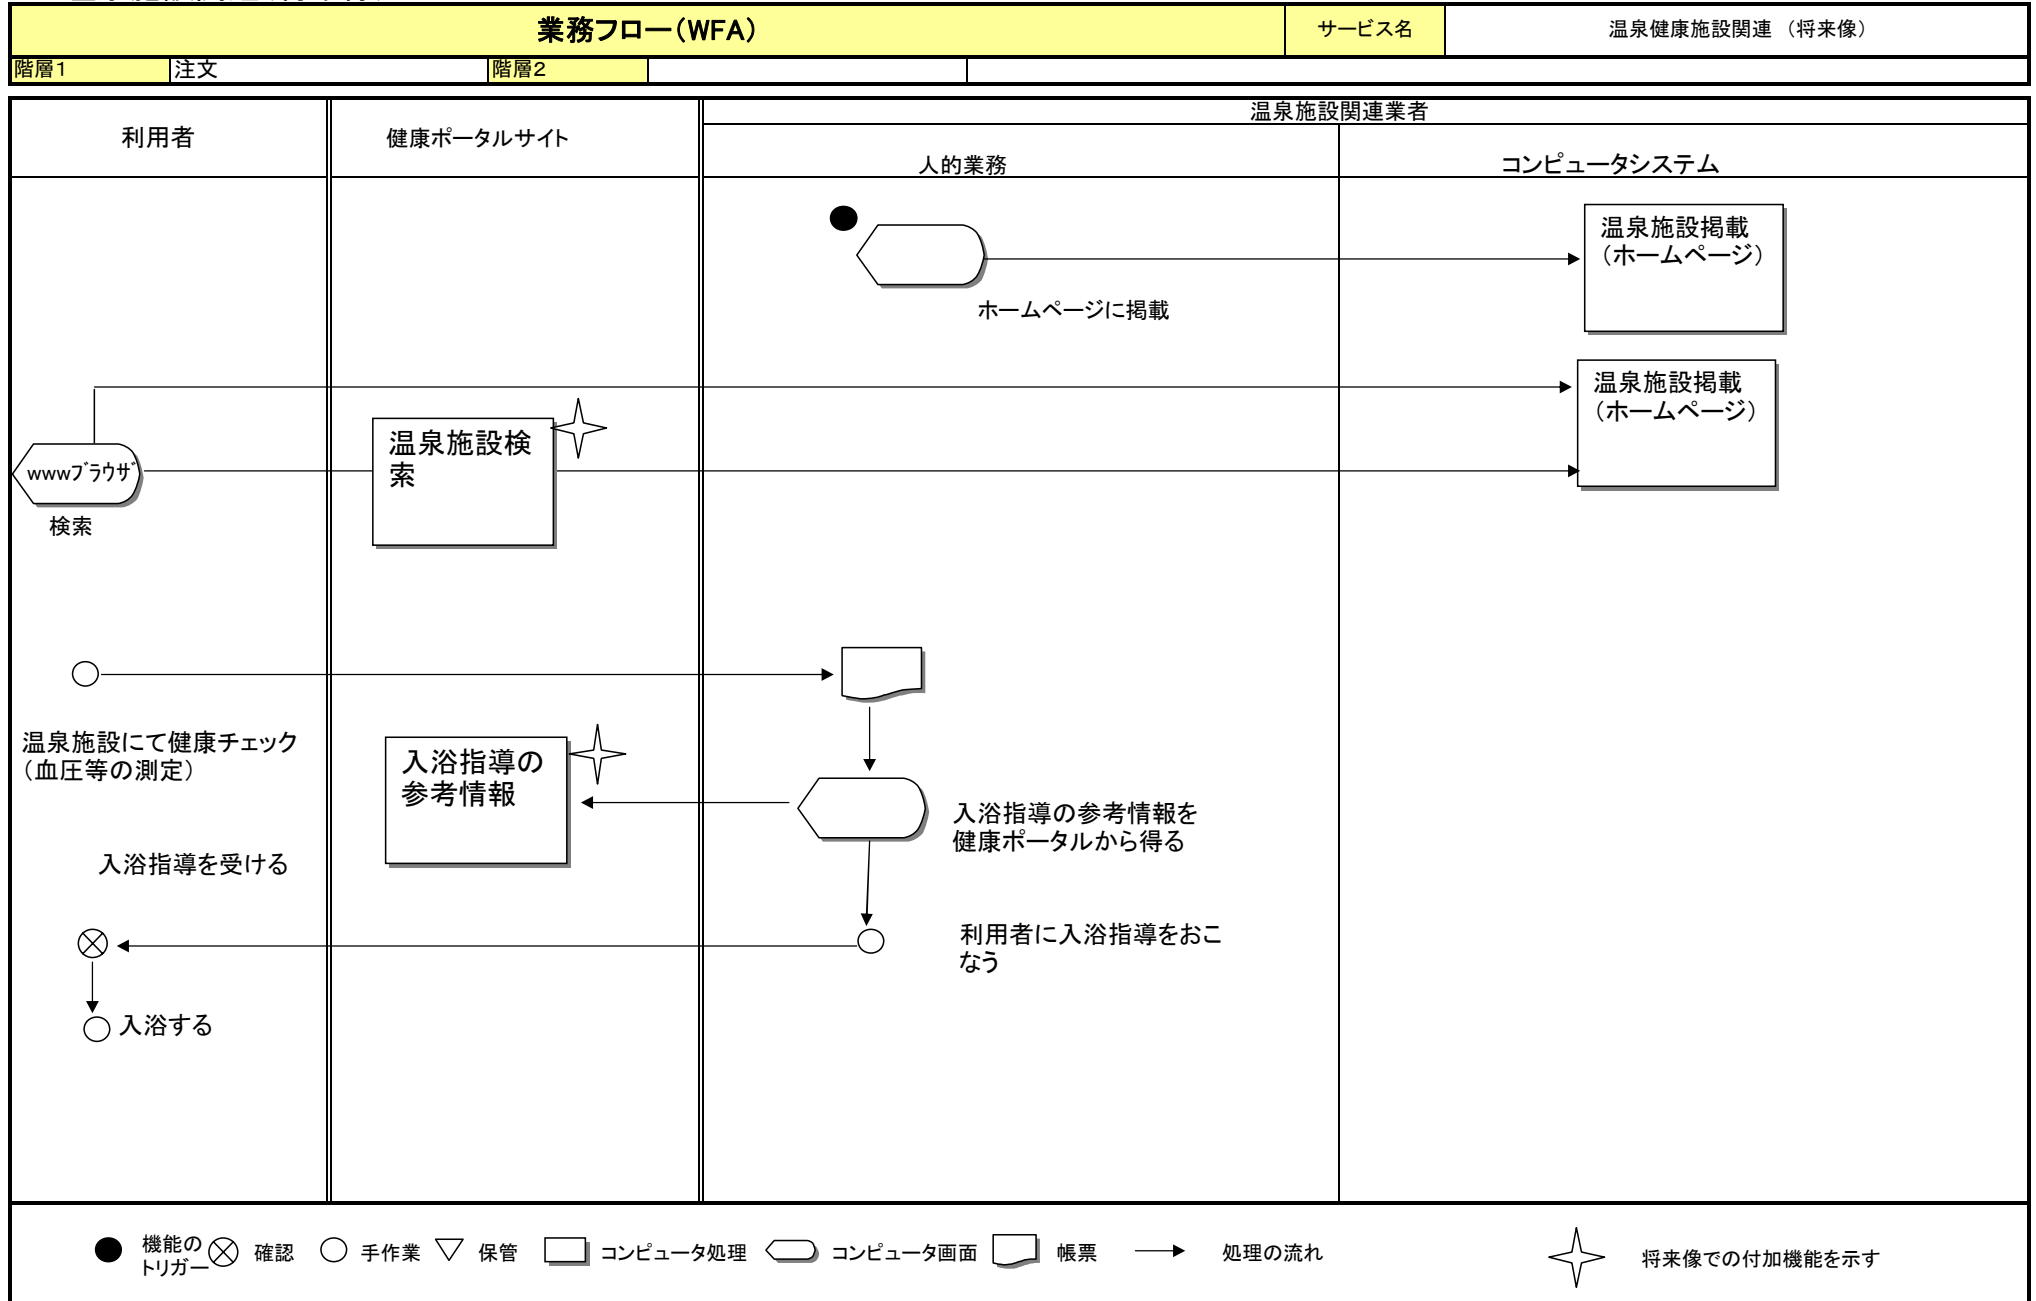 業務フロー（WFA）
サービス名
温泉健康施設関連 （将来像）
階層１
注文
階層２
利用者
健康ポータルサイト
温泉施設関連業者
人的業務
コンピュータシステム
温泉施設掲載
（ホームページ）
ホームページに掲載
温泉施設掲載
（ホームページ）
温泉施設検
索
wwwﾌﾞﾗｳｻﾞ
検索
温泉施設にて健康チェック
（血圧等の測定）
入浴指導の
参考情報
入浴指導の参考情報を
健康ポータルから得る
入浴指導を受ける
利用者に入浴指導をおこ
なう
入浴する
機能の
トリガー
確認
手作業
保管
コンピュータ処理
コンピュータ画面
帳票
処理の流れ
将来像での付加機能を示す